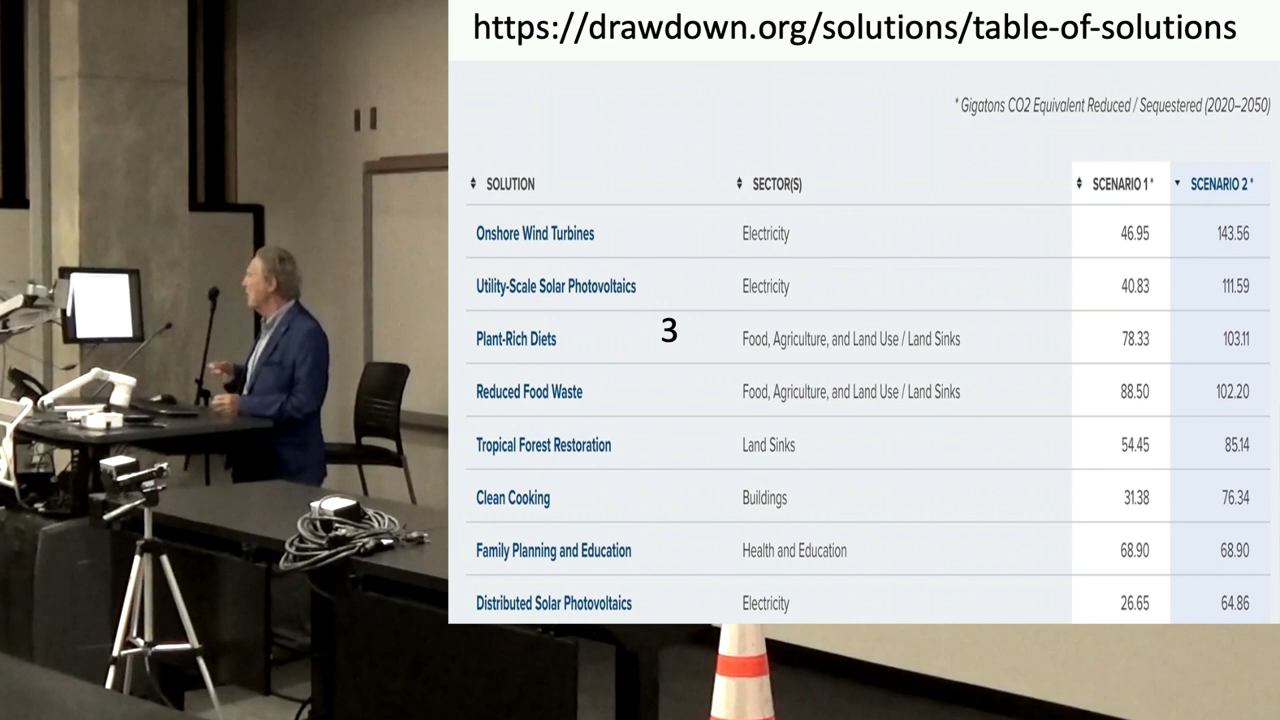 https://drawdown.org/solutions/table-of-solutions
* Gigatons CO2 Equivalent Reduced / Sequestered (2020–2050)
SOLUTION SECTOR(S) SCENARIO 1 * SCENARIO 2 *
Onshore Wind Turbines Electricity 46.95 143.56
Utility-Scale Solar Photovoltaics Electricity 40.83 111.59
Plant-Rich Diets 3 Food, Agriculture, and Land Use / Land Sinks 78.33 103.11
Reduced Food Waste Food, Agriculture, and Land Use / Land Sinks 88.50 102.20
Tropical Forest Restoration Land Sinks 54.45 85.14
Clean Cooking Buildings 31.38 76.34
Family Planning and Education Health and Education 68.90 68.90
Distributed Solar Photovoltaics Electricity 26.65 64.86